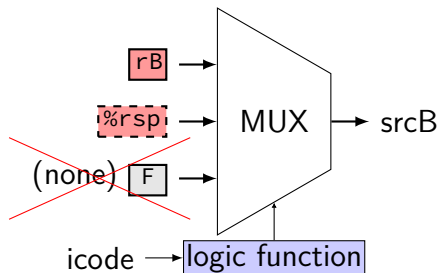 rB
%rsp
MUX
srcB
(none) F
icode
logic function